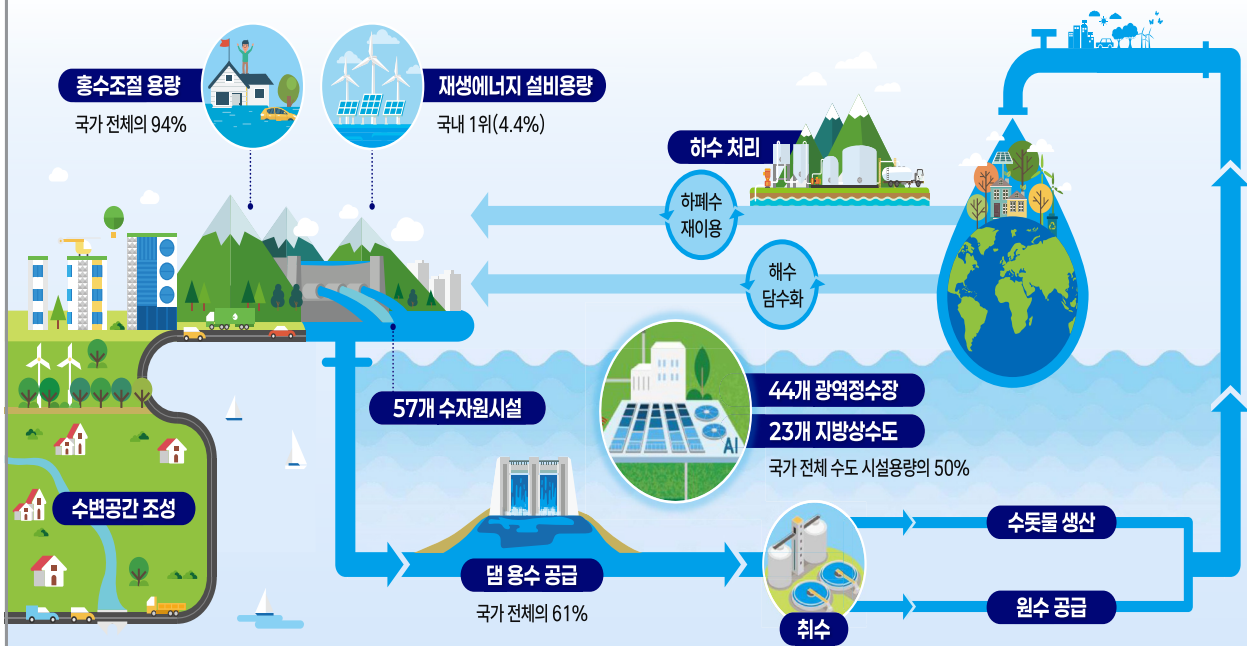 홍수조절 용량
국가 전체의 94%
재생에너지 설비용량
국내 1위(4.4%)
하수 처리
하폐수
재이용
해수
담수화
57개 수자원시설
44개 광역정수장
23개 지방상수도
국가 전체 수도 시설용량의 50%
AI
수변공간 조성
댐 용수 공급
국가 전체의 61%
취수
수돗물 생산
원수 공급